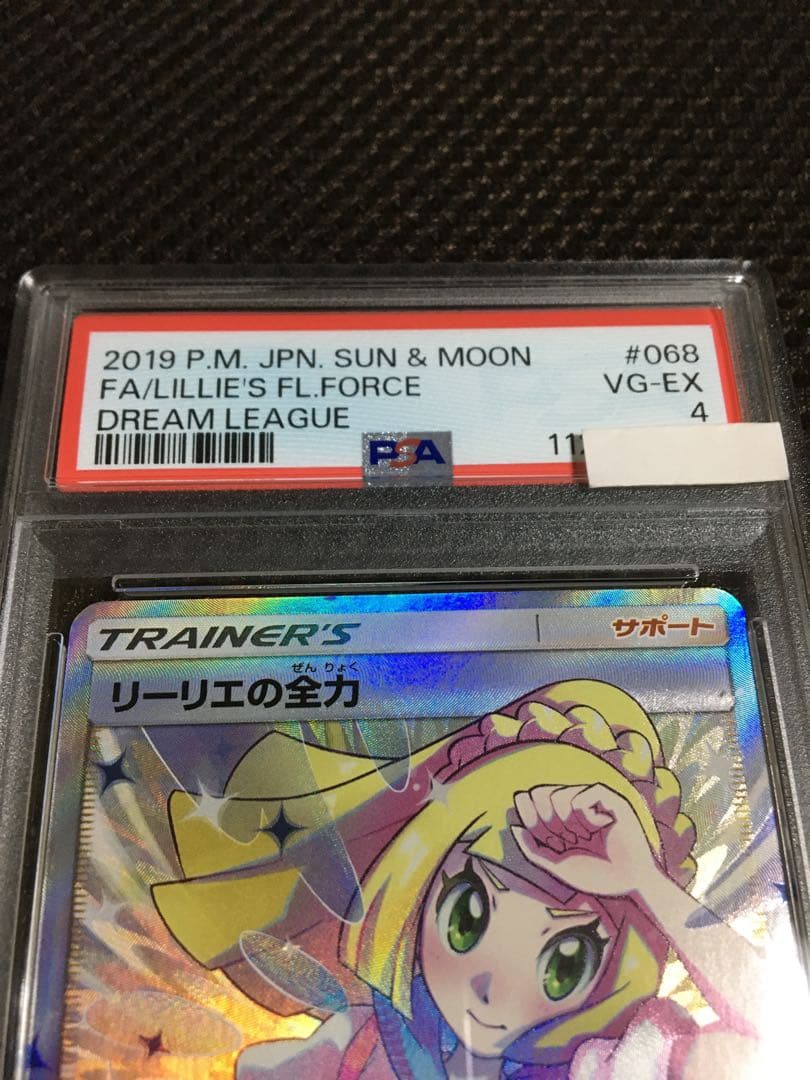 2019 P.M. JPN. SUN & MOON #068
FA/LILLIE'S FL.FORCE VG-EX
DREAM LEAGUE 4
PSA
TRAINER'S サポート
ぜんりょく
リーリエの全力